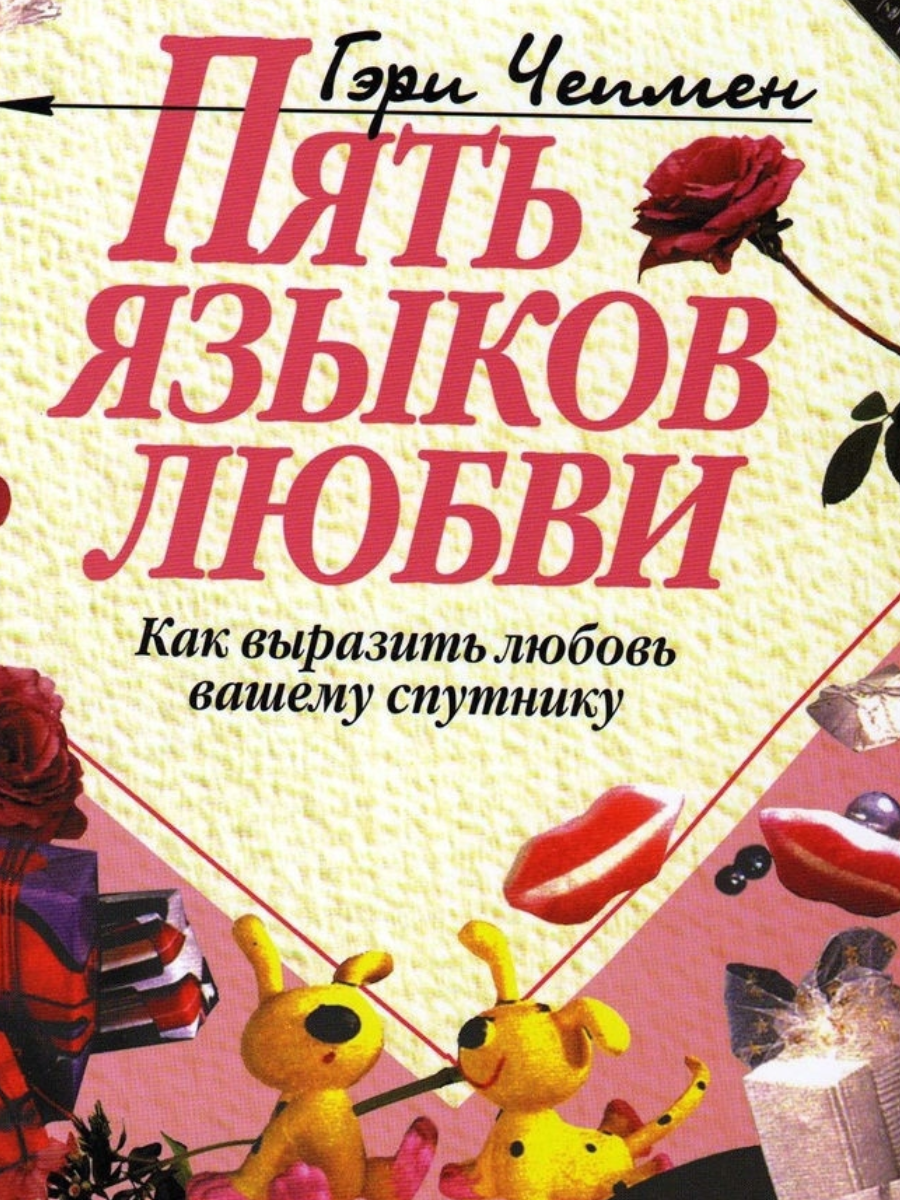 Гэри Чепмен
Пять
языков
любви
Как выразить любовь
вашему спутнику